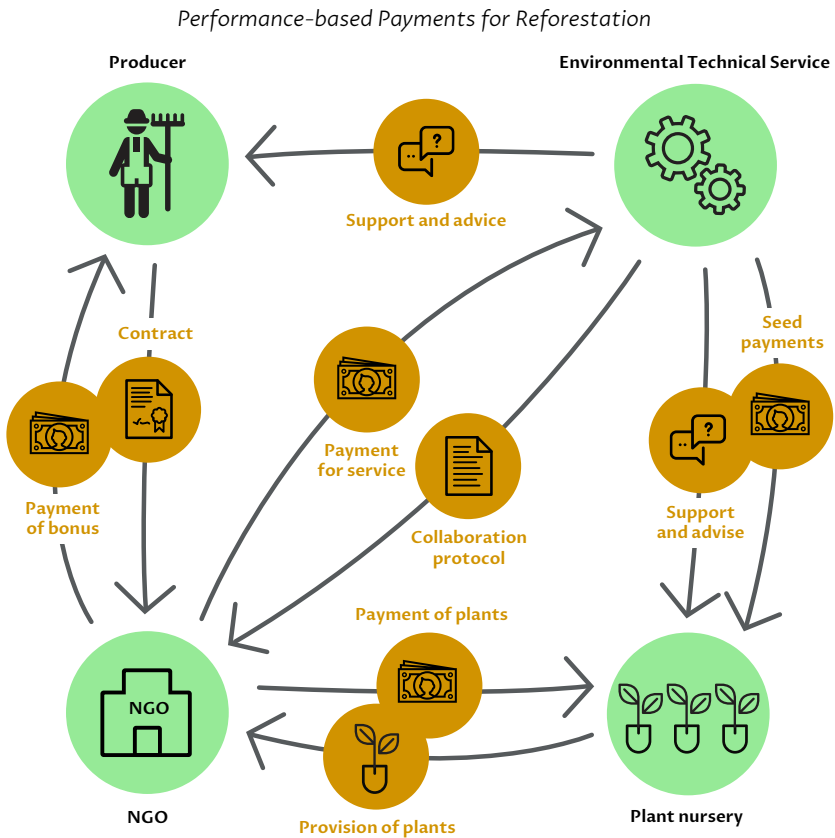 Performance-based Payments for Reforestation
Producer
Environmental Technical Service
?
Support and advice
Contract
Seed
payments
Payment
for service
?
Payment
of bonus
Collaboration
protocol
Support
and advise
Payment of plants
NGO
NGO
Provision of plants
Plant nursery